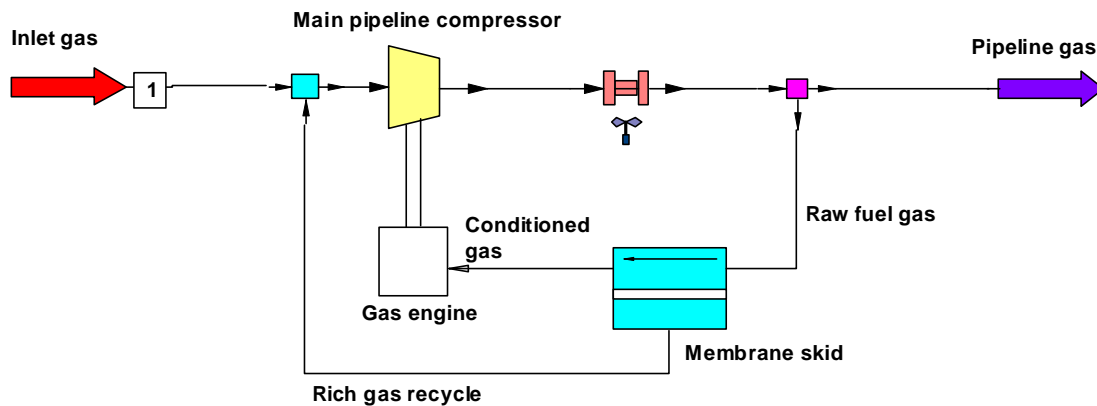 Main pipeline compressor
Inlet gas
Pipeline gas
1
Raw fuel gas
Conditioned
gas
Gas engine
Membrane skid
Rich gas recycle